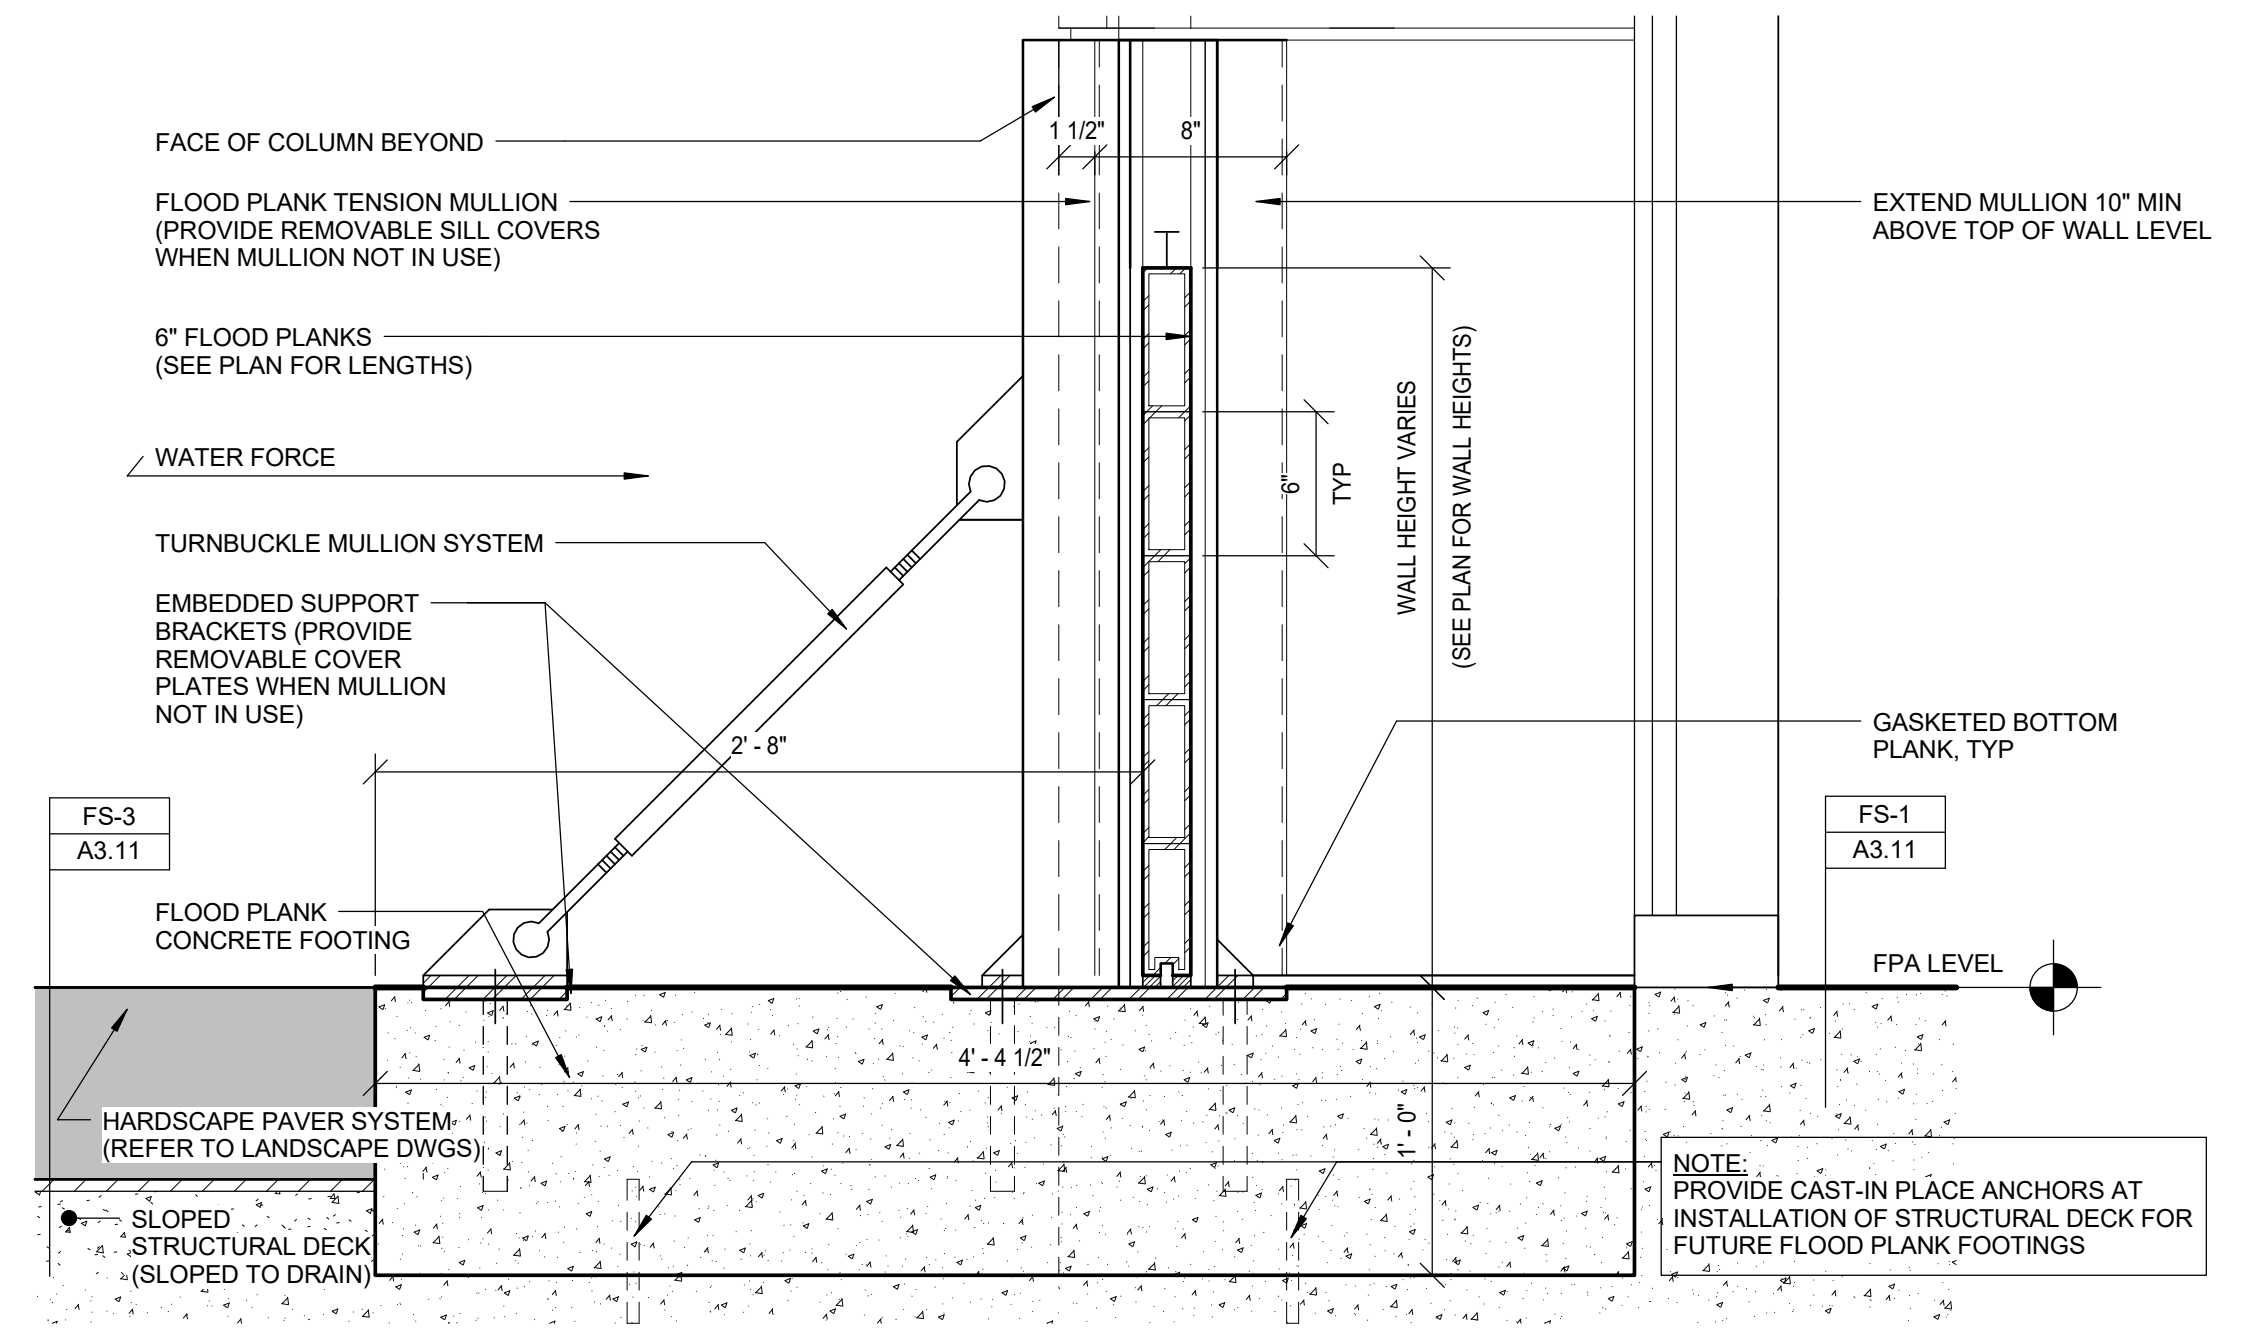 FACE OF COLUMN BEYOND
1 1/2"
8"
FLOOD PLANK TENSION MULLION
(PROVIDE REMOVABLE SILL COVERS
WHEN MULLION NOT IN USE)
EXTEND MULLION 10" MIN
ABOVE TOP OF WALL LEVEL
6" FLOOD PLANKS
(SEE PLAN FOR LENGTHS)
WATER FORCE
6"
TYP
WALL HEIGHT VARIES
(SEE PLAN FOR WALL HEIGHTS)
TURNBUCKLE MULLION SYSTEM
EMBEDDED SUPPORT
BRACKETS (PROVIDE
REMOVABLE COVER
PLATES WHEN MULLION
NOT IN USE)
2' - 8"
GASKETED BOTTOM
PLANK, TYP
FS-3
A3.11
FS-1
A3.11
FLOOD PLANK
CONCRETE FOOTING
FPA LEVEL
4' - 4 1/2"
1' - 0"
HARDSCAPE PAVER SYSTEM
(REFER TO LANDSCAPE DWGS)
SLOPED
STRUCTURAL DECK
(SLOPED TO DRAIN)
NOTE:
PROVIDE CAST-IN PLACE ANCHORS AT
INSTALLATION OF STRUCTURAL DECK FOR
FUTURE FLOOD PLANK FOOTINGS